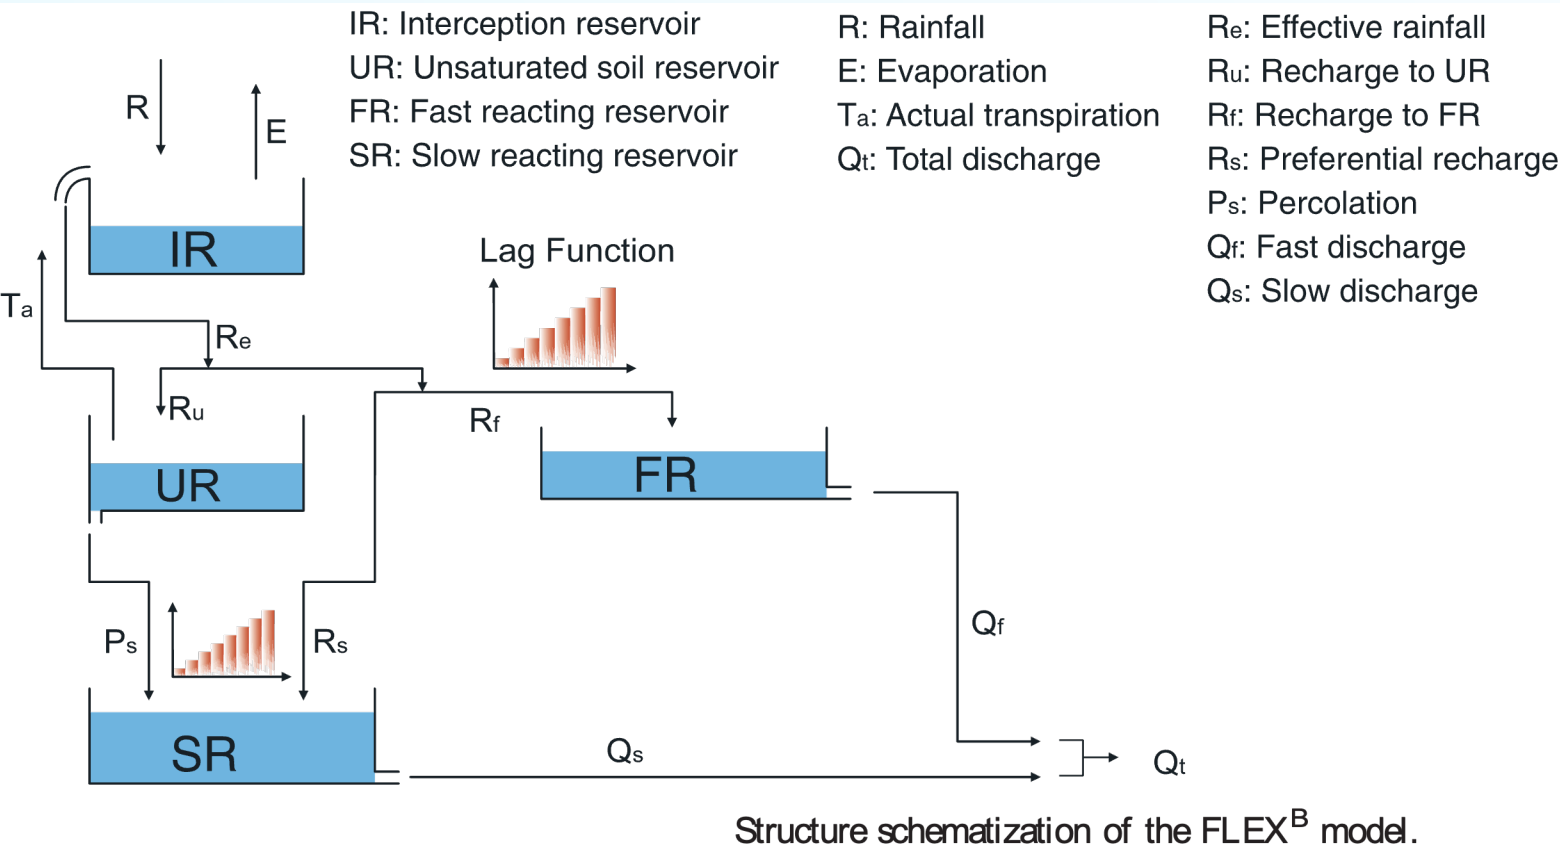 IR: Interception reservoir
UR: Unsaturated soil reservoir
FR: Fast reacting reservoir
SR: Slow reacting reservoir
R: Rainfall
E: Evaporation
Ta: Actual transpiration
Qt: Total discharge
Re: Effective rainfall
Ru: Recharge to UR
Rf: Recharge to FR
Rs: Preferential recharge
Ps: Percolation
Qf: Fast discharge
Qs: Slow discharge
R
E
IR
Lag Function
Ta
Re
Ru
Rf
UR
FR
Ps
Rs
Qf
SR
Qs
Qt
Structure schematization of the FLEX^B model.